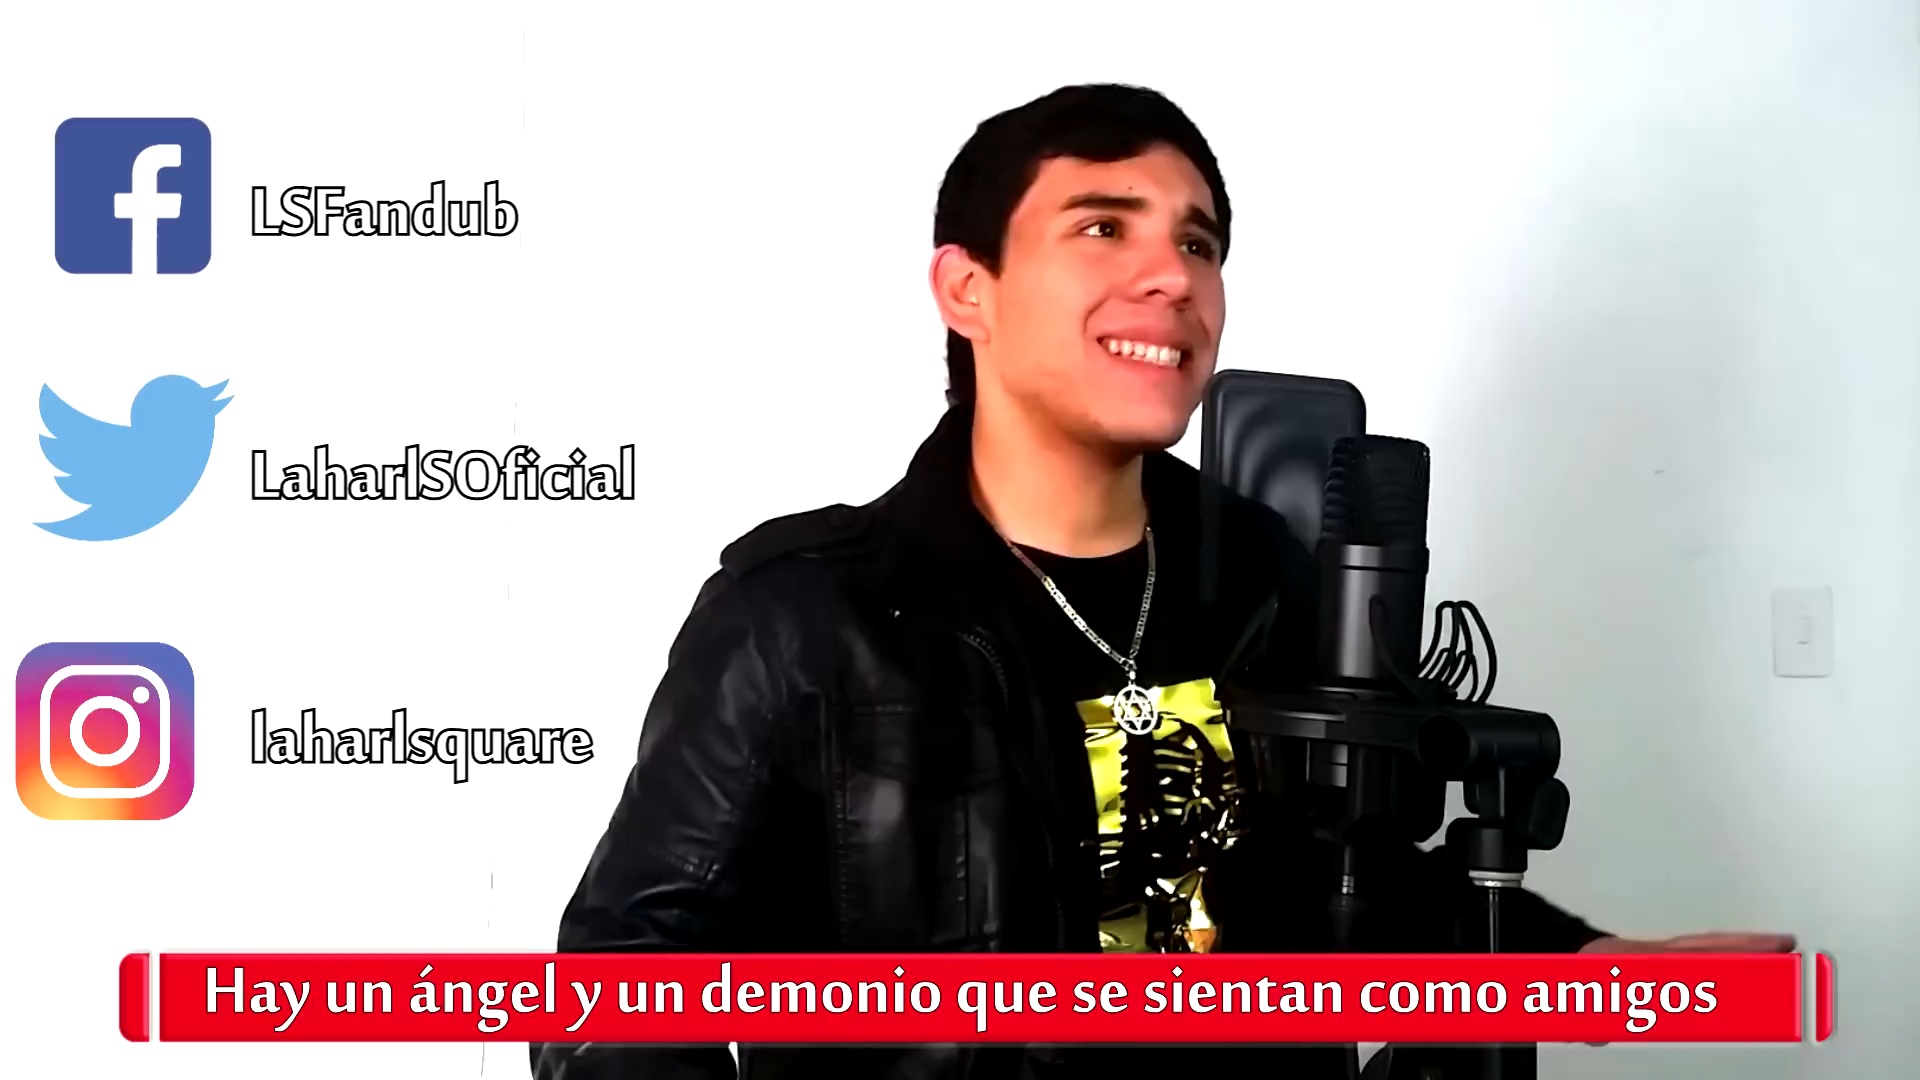 LSFandub
LaharlSOficial
laharlsquare
Hay un ángel y un demonio que se sientan como amigos